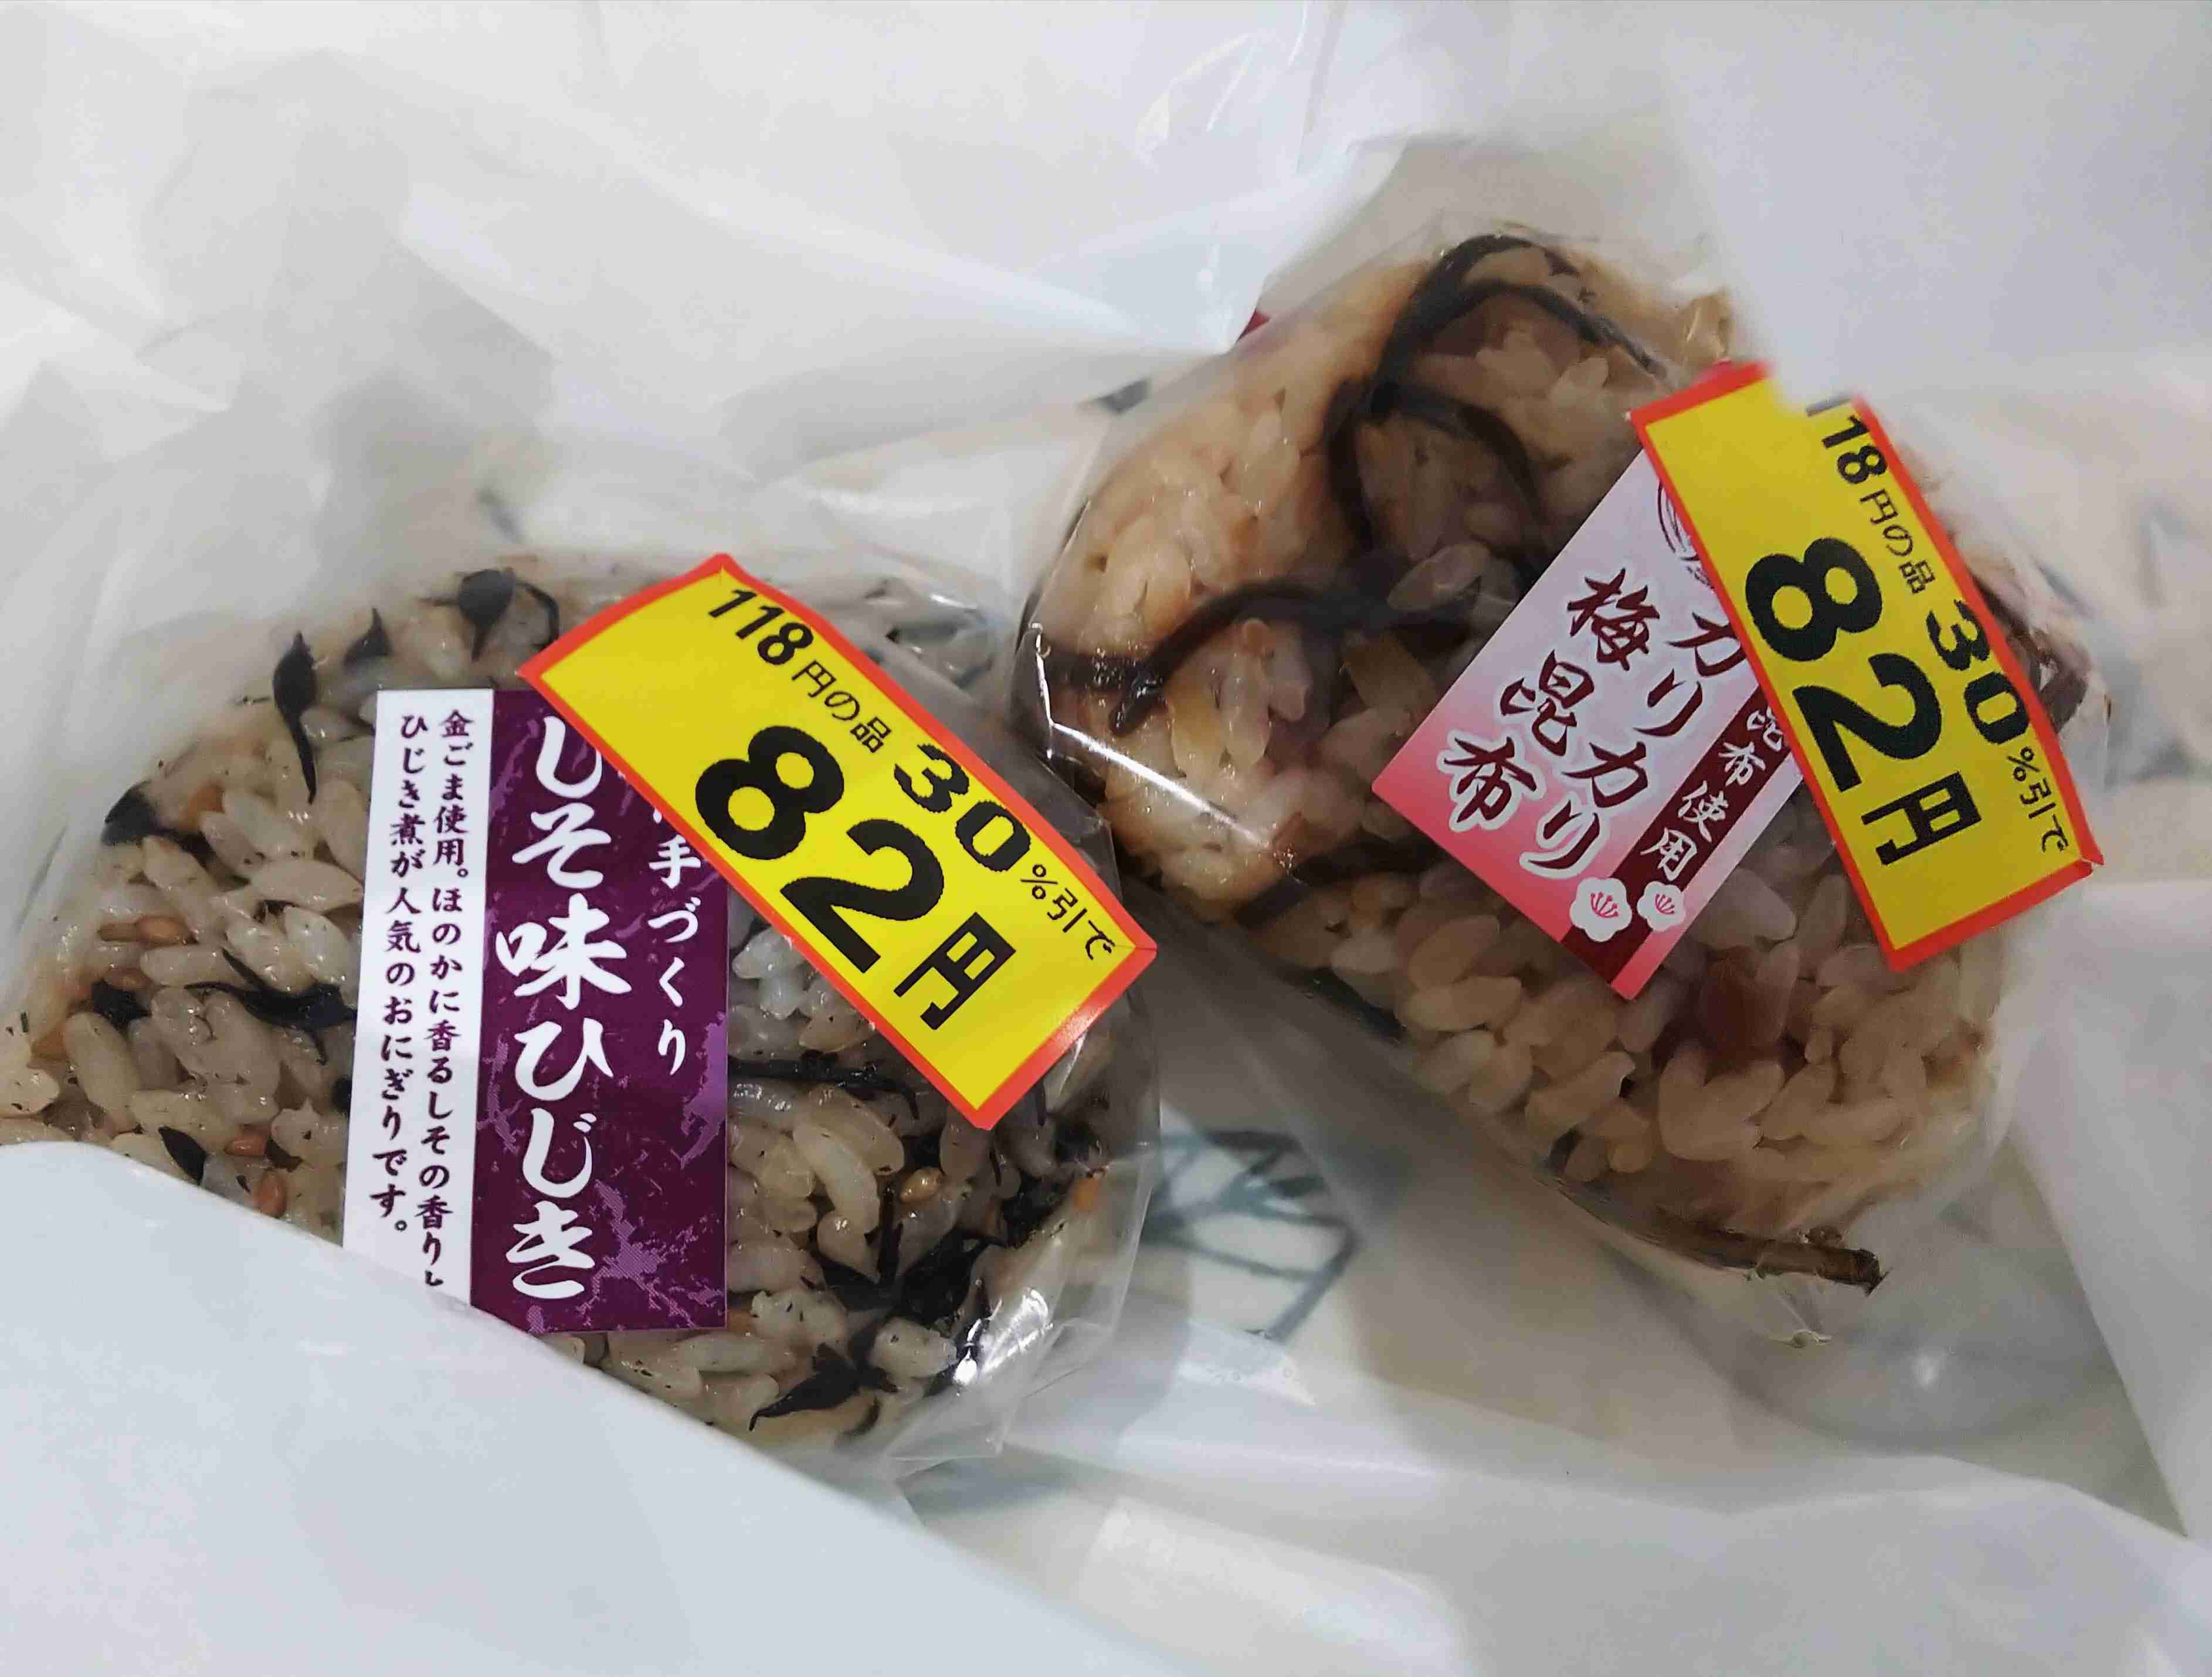 118円の品 30%引で
82円
手づくり
しそ味ひじき
金ごま使用。ほのかに香るしその香りと
ひじき煮が人気のおにぎりです。
18円の品 30%引で
82円
昆布使用
カリカリ
梅昆布